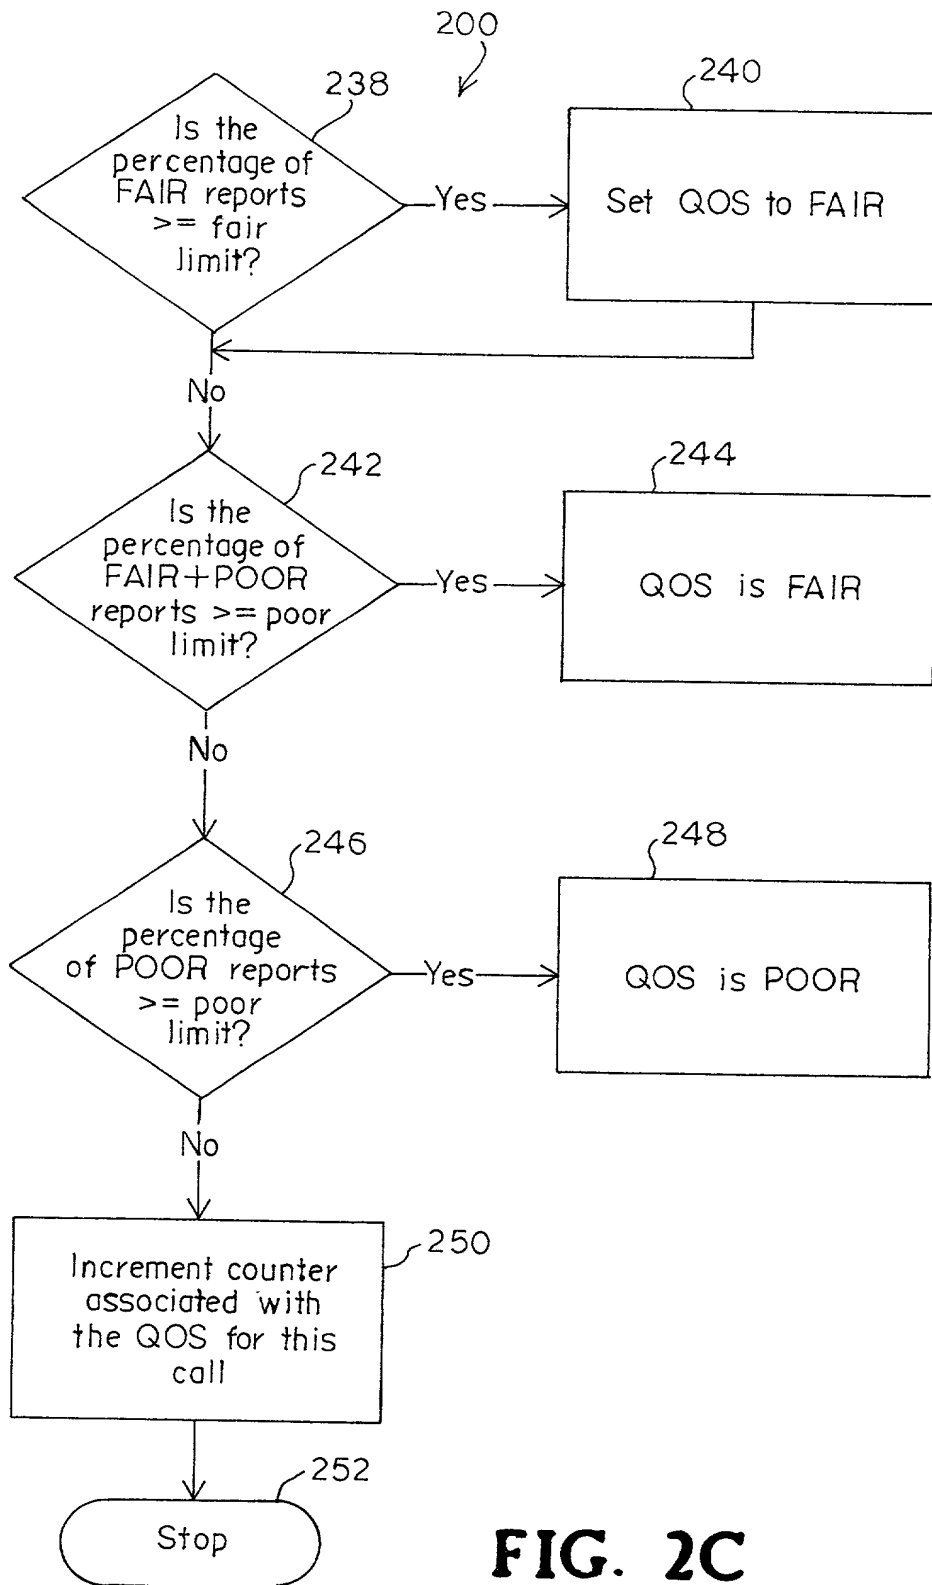 200
238
Is the
percentage of
FAIR reports
>= fair
limit?
Yes
240
Set QOS to FAIR
No
242
Is the
percentage of
FAIR+POOR
reports >= poor
limit?
Yes
244
QOS is FAIR
No
246
Is the
percentage
of POOR reports
>= poor
limit?
Yes
248
QOS is POOR
No
250
Increment counter
associated with
the QOS for this
call
252
Stop
FIG. 2C